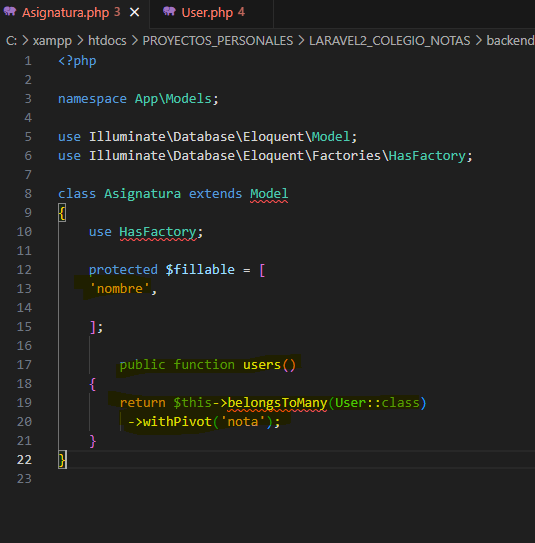 Asignatura.php 3 × User.php 4
C: > xampp > htdocs > PROYECTOS_PERSONALES > LARAVEL2_COLEGIO_NOTAS > backend
1 <?php
2
3 namespace App\Models;
4
5 use Illuminate\Database\Eloquent\Model;
6 use Illuminate\Database\Eloquent\Factories\HasFactory;
7
8 class Asignatura extends Model
9 {
10 use HasFactory;
11
12 protected $fillable = [
13 'nombre',
14
15 ];
16
17 public function users()
18 {
19 return $this->belongsToMany(User::class)
20 ->withPivot('nota');
21 }
22 }
23